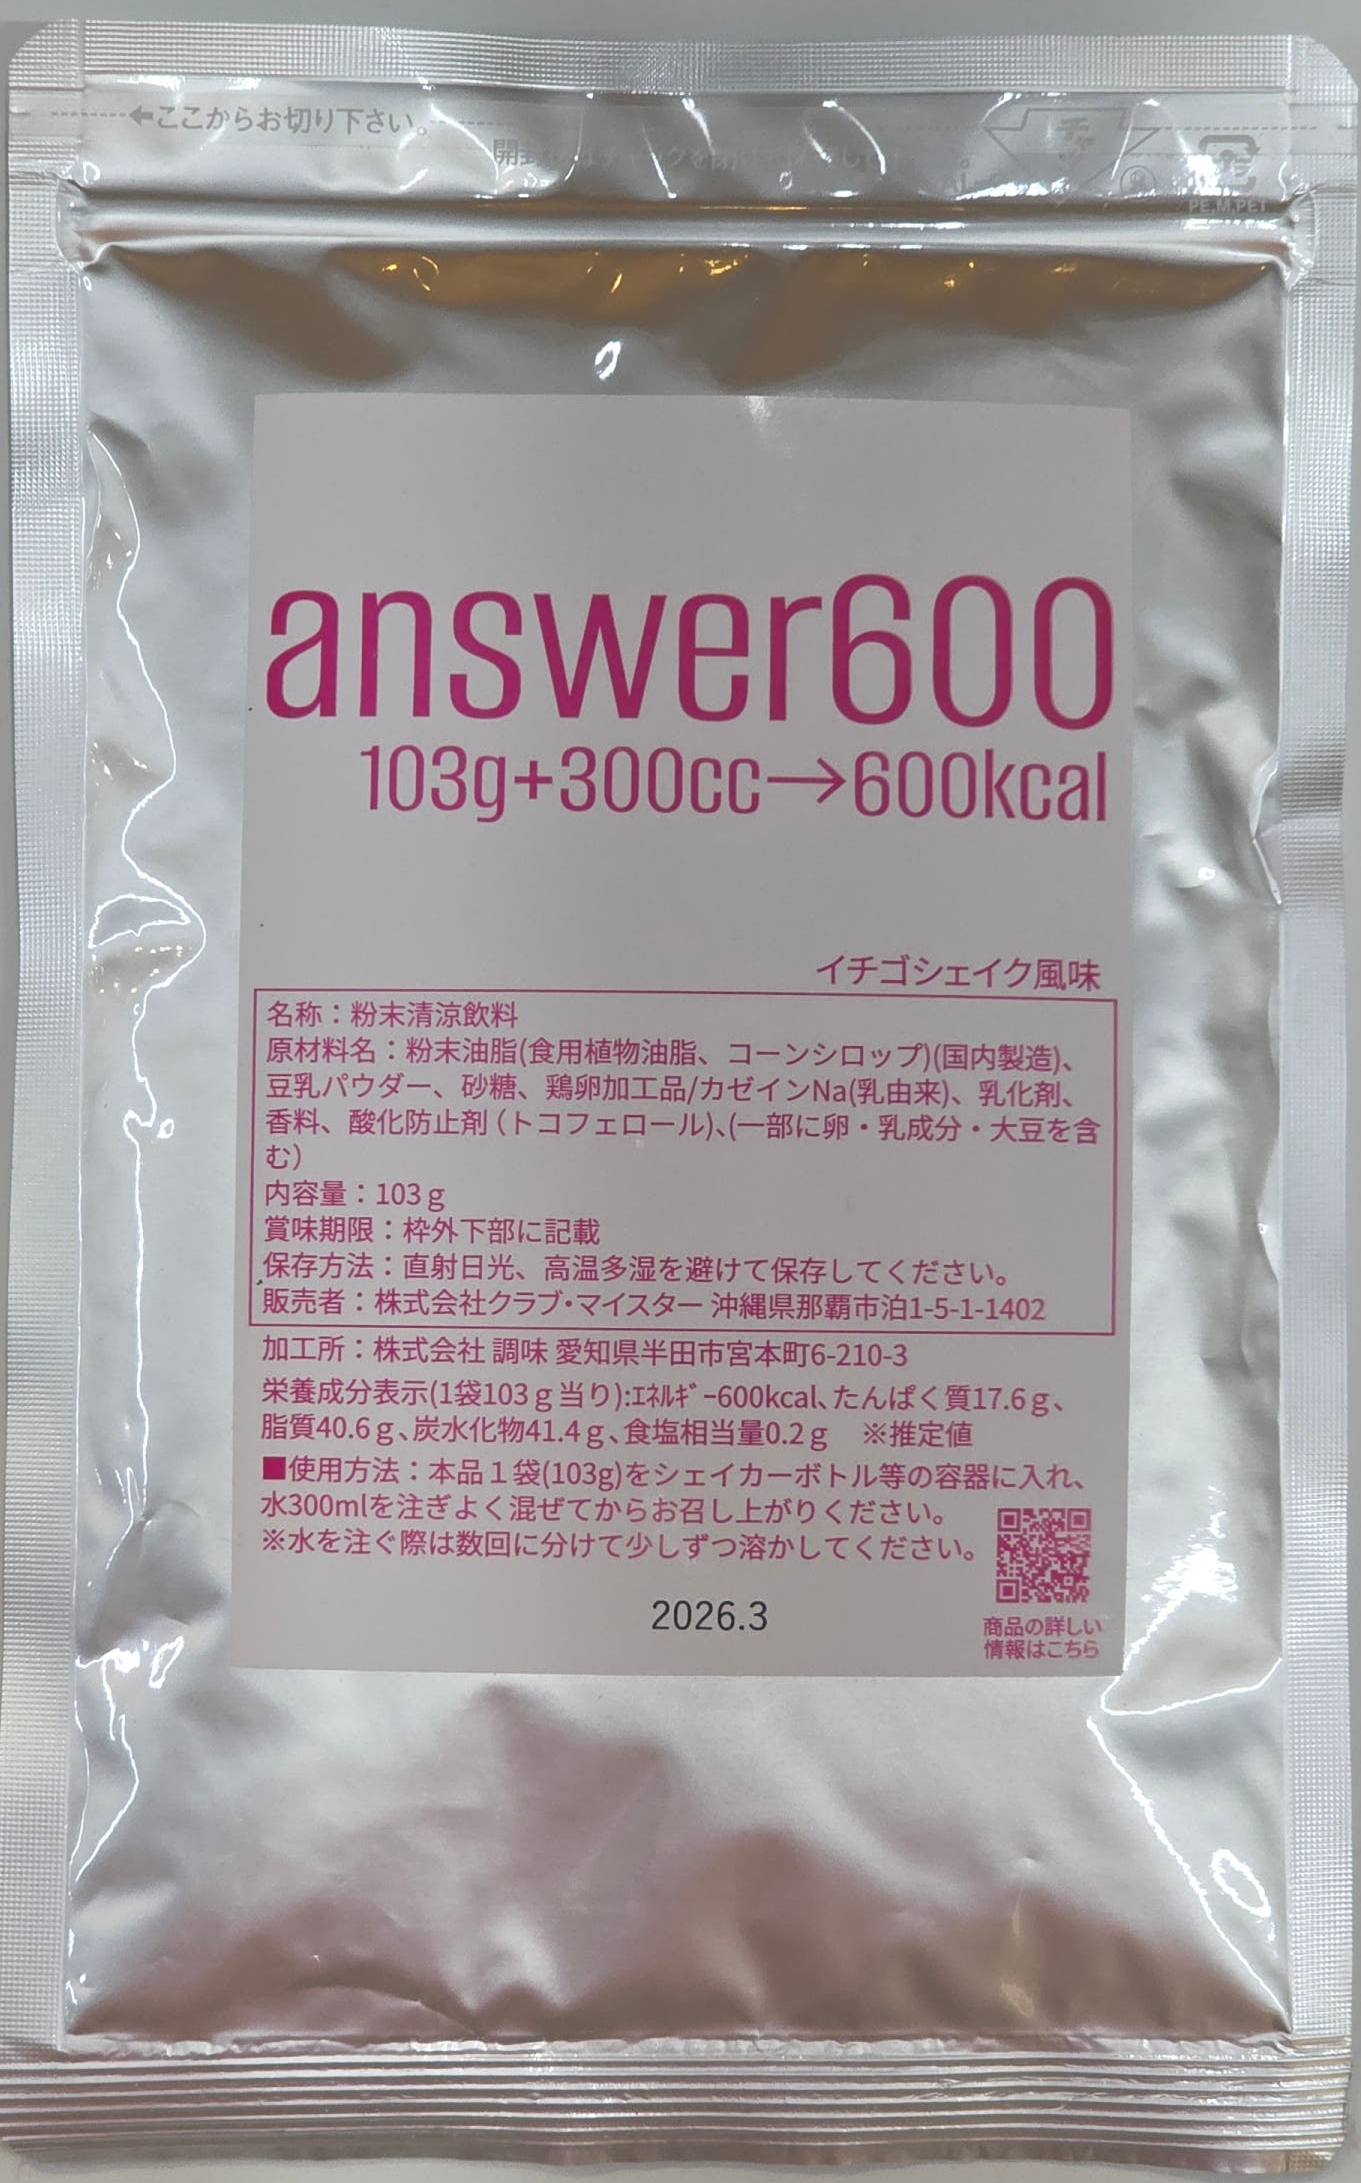 ←ここからお切り下さい。
チャック
PE,M,PET
answer600
103g+300cc→600kcal
イチゴシェイク風味
名称：粉末清涼飲料
原材料名：粉末油脂(食用植物油脂、コーンシロップ)(国内製造)、
豆乳パウダー、砂糖、鶏卵加工品/カゼインNa(乳由来)、乳化剤、
香料、酸化防止剤（トコフェロール)、(一部に卵・乳成分・大豆を含
む）
内容量：103ｇ
賞味期限：枠外下部に記載
保存方法：直射日光、高温多湿を避けて保存してください。
販売者：株式会社クラブ・マイスター 沖縄県那覇市泊1-5-1-1402
加工所：株式会社 調味 愛知県半田市宮本町6-210-3
栄養成分表示(1袋103ｇ当り):ｴﾈﾙｷﾞｰ600kcal、たんぱく質17.6ｇ、
脂質40.6ｇ、炭水化物41.4ｇ、食塩相当量0.2ｇ　※推定値
■使用方法：本品１袋(103g)をシェイカーボトル等の容器に入れ、
水300mlを注ぎよく混ぜてからお召し上がりください。
※水を注ぐ際は数回に分けて少しずつ溶かしてください。
2026.3
商品の詳しい
情報はこちら